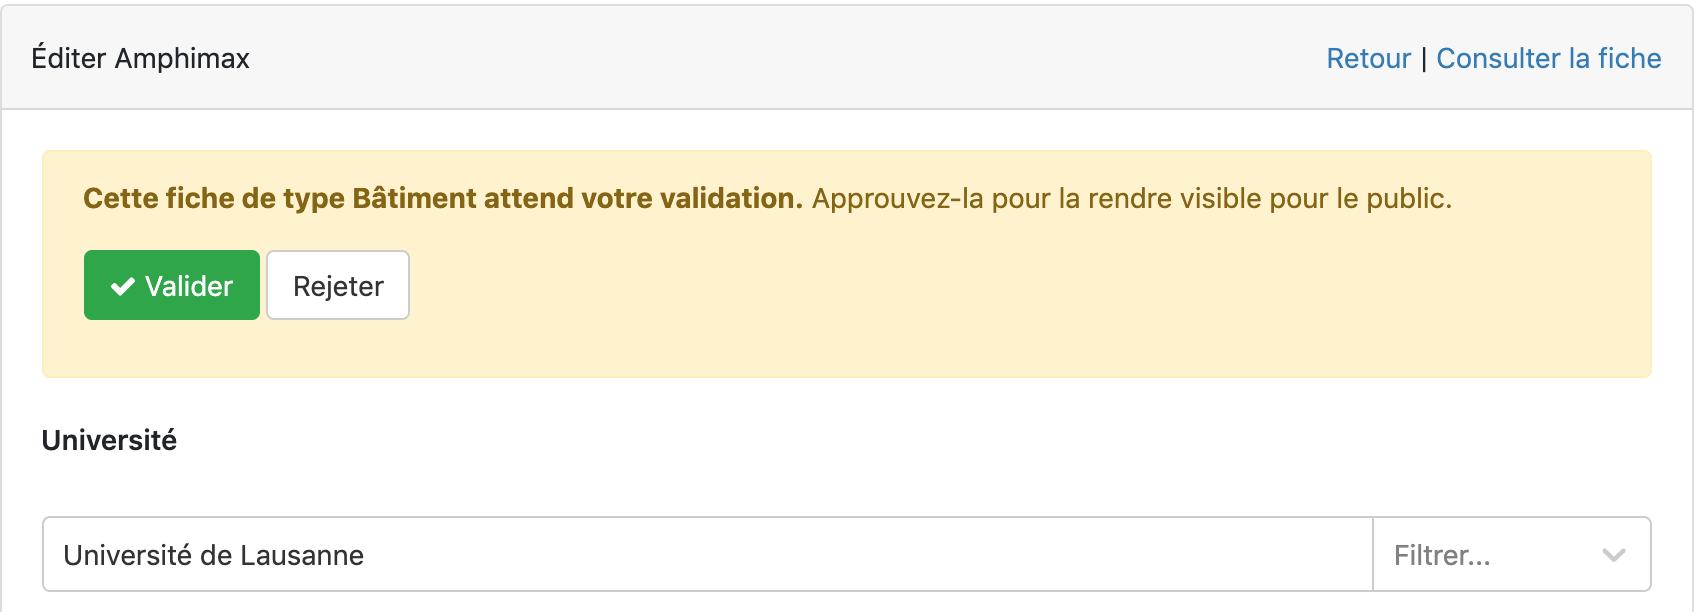 Éditer Amphimax
Retour | Consulter la fiche
Cette fiche de type Bâtiment attend votre validation. Approuvez-la pour la rendre visible pour le public.
Valider
Rejeter
Université
Université de Lausanne
Filtrer...